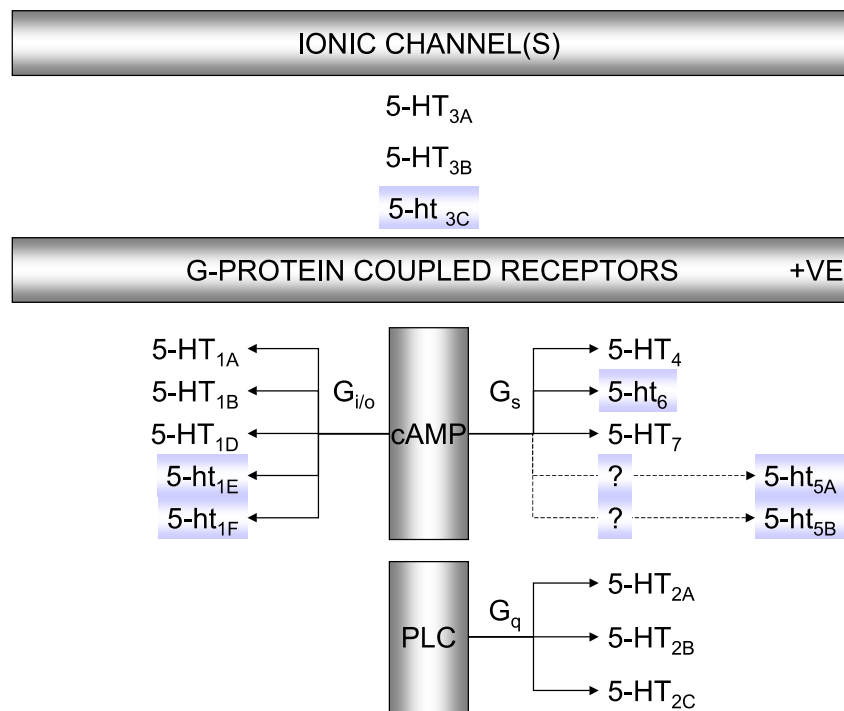 IONIC CHANNEL(S)
5-HT3A
5-HT3B
5-ht 3C
G-PROTEIN COUPLED RECEPTORS +VE
5-HT1A
5-HT1B
5-HT1D
5-ht1E
5-ht1F
Gi/o
cAMP
Gs
5-HT4
5-ht6
5-HT7
? 5-ht5A
? 5-ht5B
PLC
Gq
5-HT2A
5-HT2B
5-HT2C